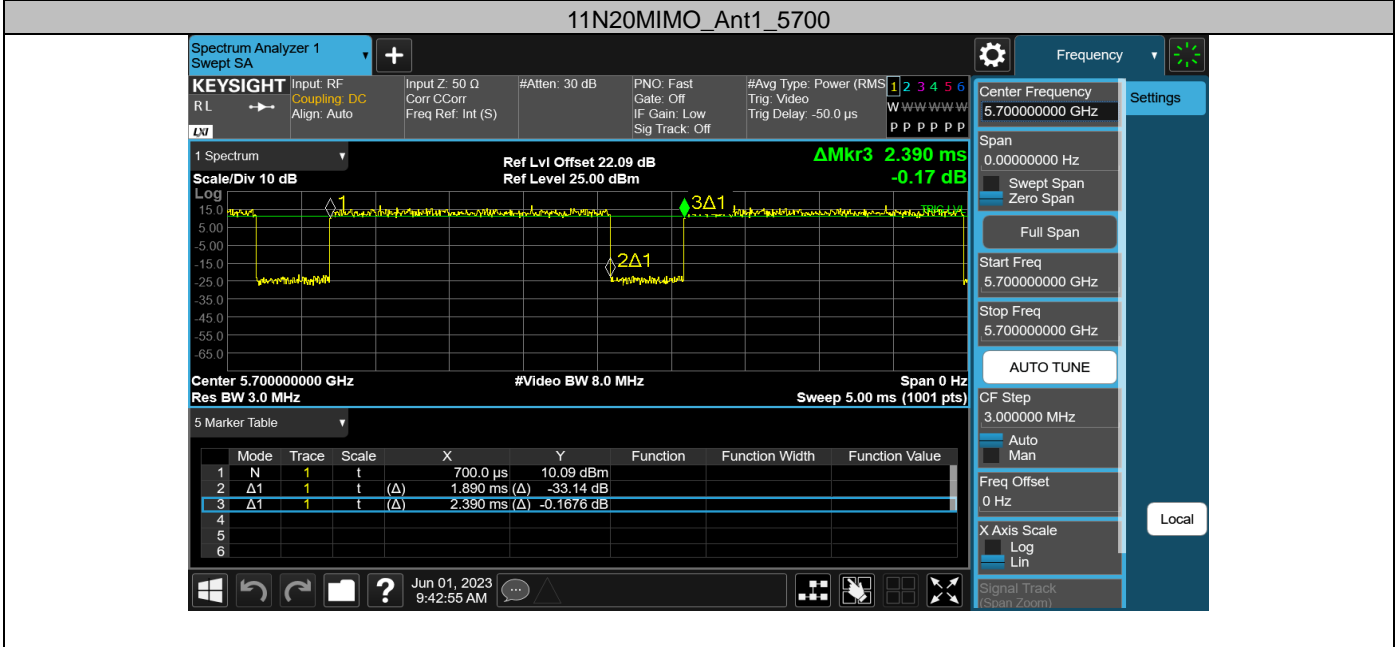 11N20MIMO_Ant1_5700
Spectrum Analyzer 1
Swept SA
+
Frequency
KEYSIGHT
RL
LXI
Input: RF
Coupling: DC
Align: Auto
Input Z: 50 Ω
Corr CCorr
Freq Ref: Int (S)
#Atten: 30 dB
PNO: Fast
Gate: Off
IF Gain: Low
Sig Track: Off
#Avg Type: Power (RMS
Trig: Video
Trig Delay: -50.0 µs
1 2 3 4 5 6
W W W W W W
P P P P P P
Center Frequency
5.700000000 GHz
Settings
Span
0.00000000 Hz
Swept Span
Zero Span
Full Span
Start Freq
5.700000000 GHz
Stop Freq
5.700000000 GHz
AUTO TUNE
CF Step
3.000000 MHz
Auto
Man
Freq Offset
0 Hz
X Axis Scale
Log
Lin
Signal Track
(Span Zoom)
Local
1 Spectrum
Scale/Div 10 dB
Ref Lvl Offset 22.09 dB
Ref Level 25.00 dBm
ΔMkr3 2.390 ms
-0.17 dB
Log
15.0
5.00
-5.00
-15.0
-25.0
-35.0
-45.0
-55.0
-65.0
1
2Δ1
3Δ1
TRIG LVL
Center 5.700000000 GHz
#Video BW 8.0 MHz
Span 0 Hz
Res BW 3.0 MHz
Sweep 5.00 ms (1001 pts)
5 Marker Table
Mode Trace Scale X Y Function Function Width Function Value
1 N 1 t 700.0 µs 10.09 dBm
2 Δ1 1 t (Δ) 1.890 ms (Δ) -33.14 dB
3 Δ1 1 t (Δ) 2.390 ms (Δ) -0.1676 dB
4
5
6
?
Jun 01, 2023
9:42:55 AM